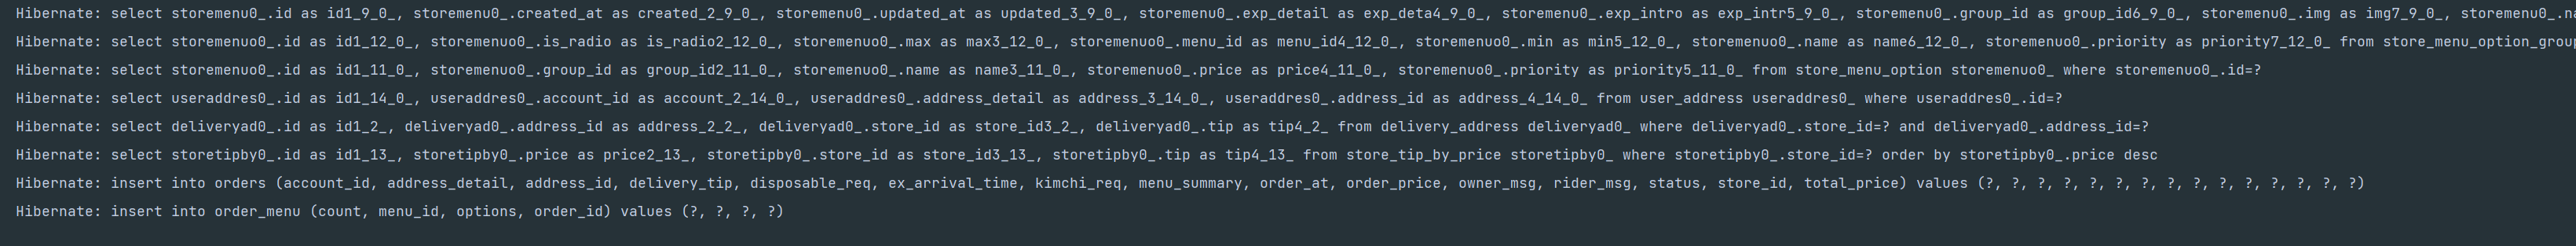 Hibernate: select storemenu0_.id as id1_9_0_, storemenu0_.created_at as created_2_9_0_, storemenu0_.updated_at as updated_3_9_0_, storemenu0_.exp_detail as exp_deta4_9_0_, storemenu0_.exp_intro as exp_intr5_9_0_, storemenu0_.group_id as group_id6_9_0_, storemenu0_.img as img7_9_0_, storemenu0_.na
Hibernate: select storemenuo0_.id as id1_12_0_, storemenuo0_.is_radio as is_radio2_12_0_, storemenuo0_.max as max3_12_0_, storemenuo0_.menu_id as menu_id4_12_0_, storemenuo0_.min as min5_12_0_, storemenuo0_.name as name6_12_0_, storemenuo0_.priority as priority7_12_0_ from store_menu_option_group
Hibernate: select storemenuo0_.id as id1_11_0_, storemenuo0_.group_id as group_id2_11_0_, storemenuo0_.name as name3_11_0_, storemenuo0_.price as price4_11_0_, storemenuo0_.priority as priority5_11_0_ from store_menu_option storemenuo0_ where storemenuo0_.id=?
Hibernate: select useraddres0_.id as id1_14_0_, useraddres0_.account_id as account_2_14_0_, useraddres0_.address_detail as address_3_14_0_, useraddres0_.address_id as address_4_14_0_ from user_address useraddres0_ where useraddres0_.id=?
Hibernate: select deliveryad0_.id as id1_2_, deliveryad0_.address_id as address_2_2_, deliveryad0_.store_id as store_id3_2_, deliveryad0_.tip as tip4_2_ from delivery_address deliveryad0_ where deliveryad0_.store_id=? and deliveryad0_.address_id=?
Hibernate: select storetipby0_.id as id1_13_, storetipby0_.price as price2_13_, storetipby0_.store_id as store_id3_13_, storetipby0_.tip as tip4_13_ from store_tip_by_price storetipby0_ where storetipby0_.store_id=? order by storetipby0_.price desc
Hibernate: insert into orders (account_id, address_detail, address_id, delivery_tip, disposable_req, ex_arrival_time, kimchi_req, menu_summary, order_at, order_price, owner_msg, rider_msg, status, store_id, total_price) values (?, ?, ?, ?, ?, ?, ?, ?, ?, ?, ?, ?, ?, ?, ?)
Hibernate: insert into order_menu (count, menu_id, options, order_id) values (?, ?, ?, ?)